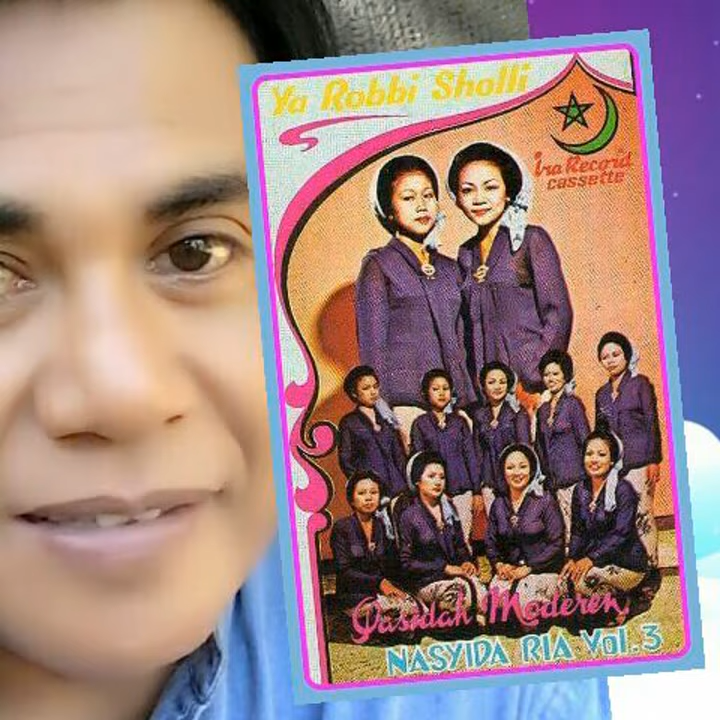 Ya Robbi Sholli
Ira Record
cassette
Qasidah Moderen
NASYIDA RIA Vol.3